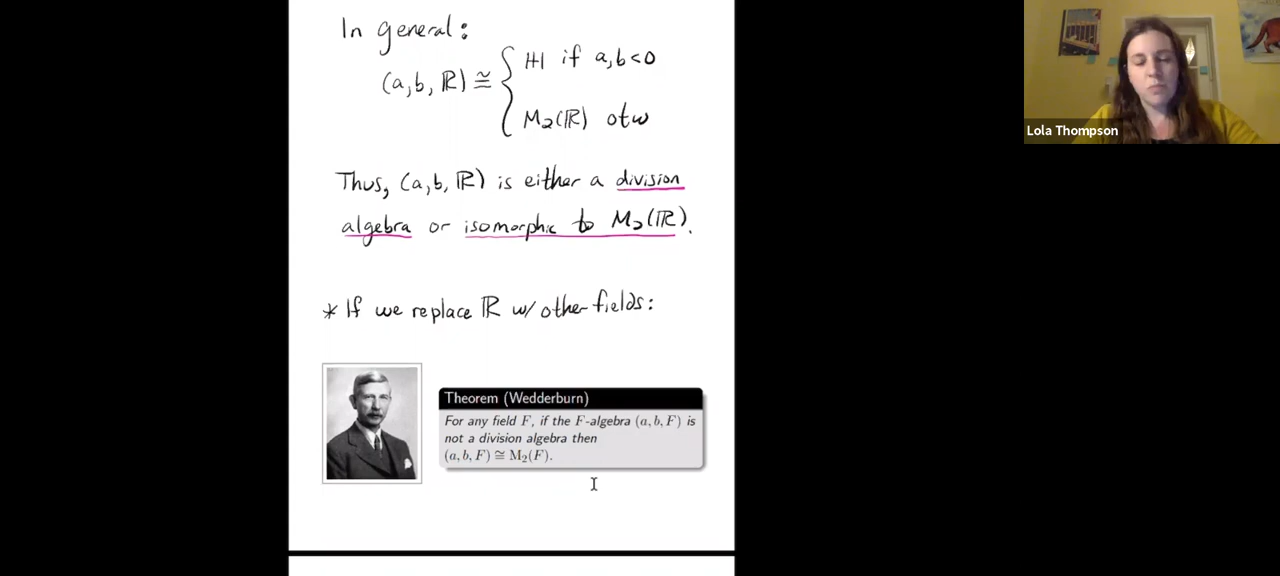 In general:
(a,b, ℝ) ≅ { ℍ if a,b<0
M₂(ℝ) otw
Thus, (a,b, ℝ) is either a division
algebra or isomorphic to M₂(ℝ).
* If we replace ℝ w/ other fields:
Theorem (Wedderburn)
For any field F, if the F-algebra (a, b, F) is
not a division algebra then
(a, b, F) ≅ M₂(F).
Lola Thompson